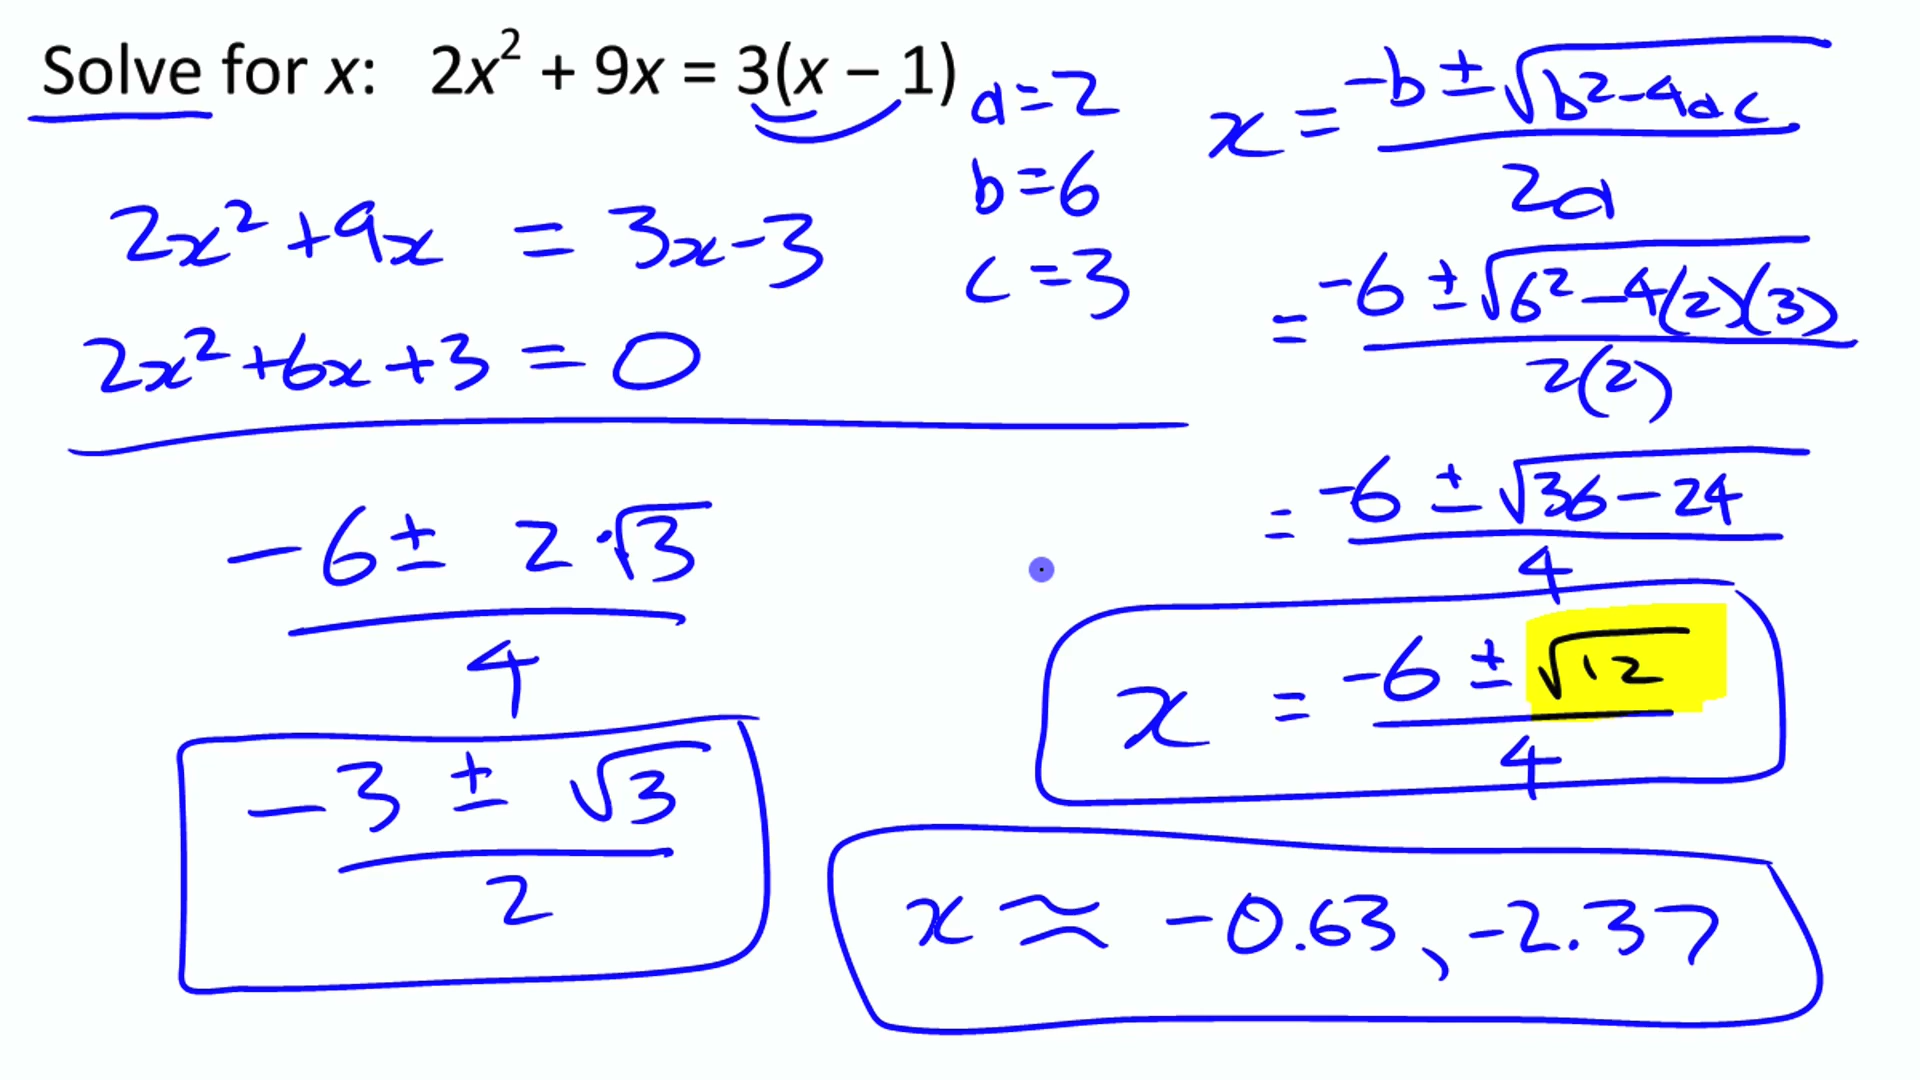 Solve for x: 2x² + 9x = 3(x − 1)
2x² + 9x = 3x - 3
2x² + 6x + 3 = 0
a = 2
b = 6
c = 3
x = (-b ± √(b² - 4ac)) / 2a
= (-6 ± √(6² - 4(2)(3))) / 2(2)
= (-6 ± √(36 - 24)) / 4
x = (-6 ± √12) / 4
(-6 ± 2·√3) / 4
(-3 ± √3) / 2
x ≈ -0.63, -2.37